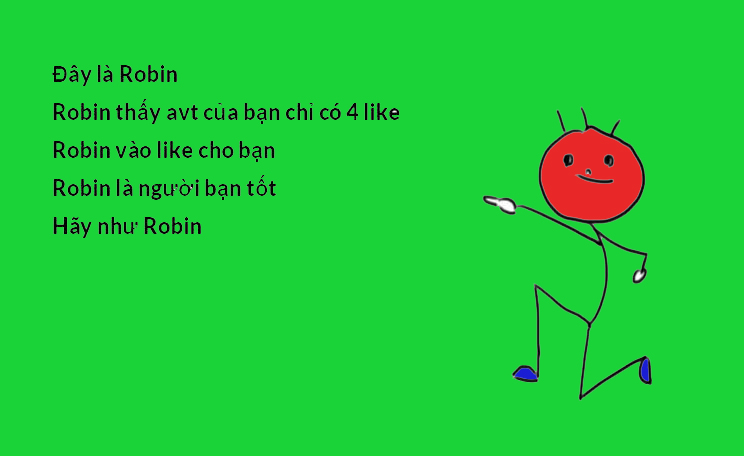 Đây là Robin
Robin thấy avt của bạn chỉ có 4 like
Robin vào like cho bạn
Robin là người bạn tốt
Hãy như Robin